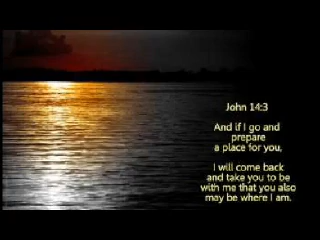 John 14:3
And if I go and
prepare
a place for you,
I will come back
and take you to be
with me that you also
may be where I am.